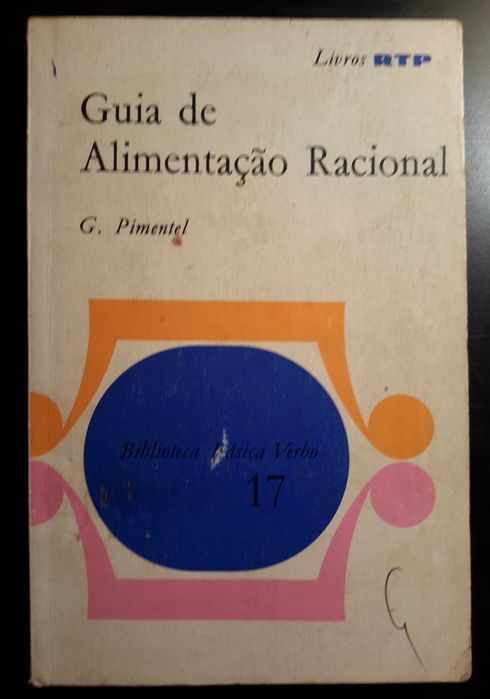 Livros RTP
Guia de
Alimentação Racional
G. Pimentel
Biblioteca Básica Verbo
17